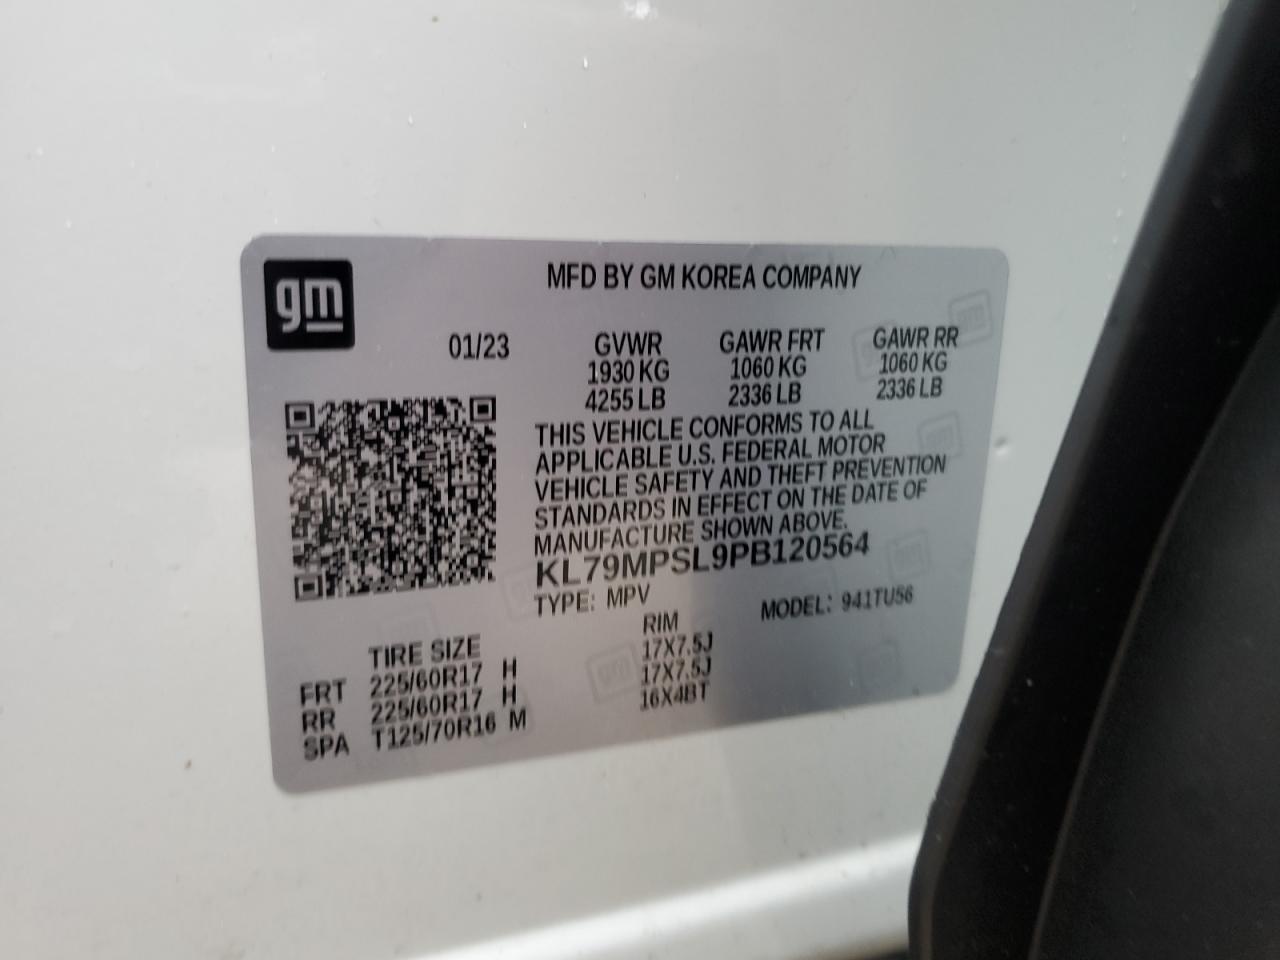 gm
MFD BY GM KOREA COMPANY
01/23
GVWR GAWR FRT GAWR RR
1930 KG 1060 KG 1060 KG
4255 LB 2336 LB 2336 LB
THIS VEHICLE CONFORMS TO ALL
APPLICABLE U.S. FEDERAL MOTOR
VEHICLE SAFETY AND THEFT PREVENTION
STANDARDS IN EFFECT ON THE DATE OF
MANUFACTURE SHOWN ABOVE.
KL79MPSL9PB120564
TYPE: MPV MODEL: 941TU56
TIRE SIZE RIM
FRT 225/60R17 H 17X7.5J
RR 225/60R17 H 17X7.5J
SPA T125/70R16 M 16X4BT